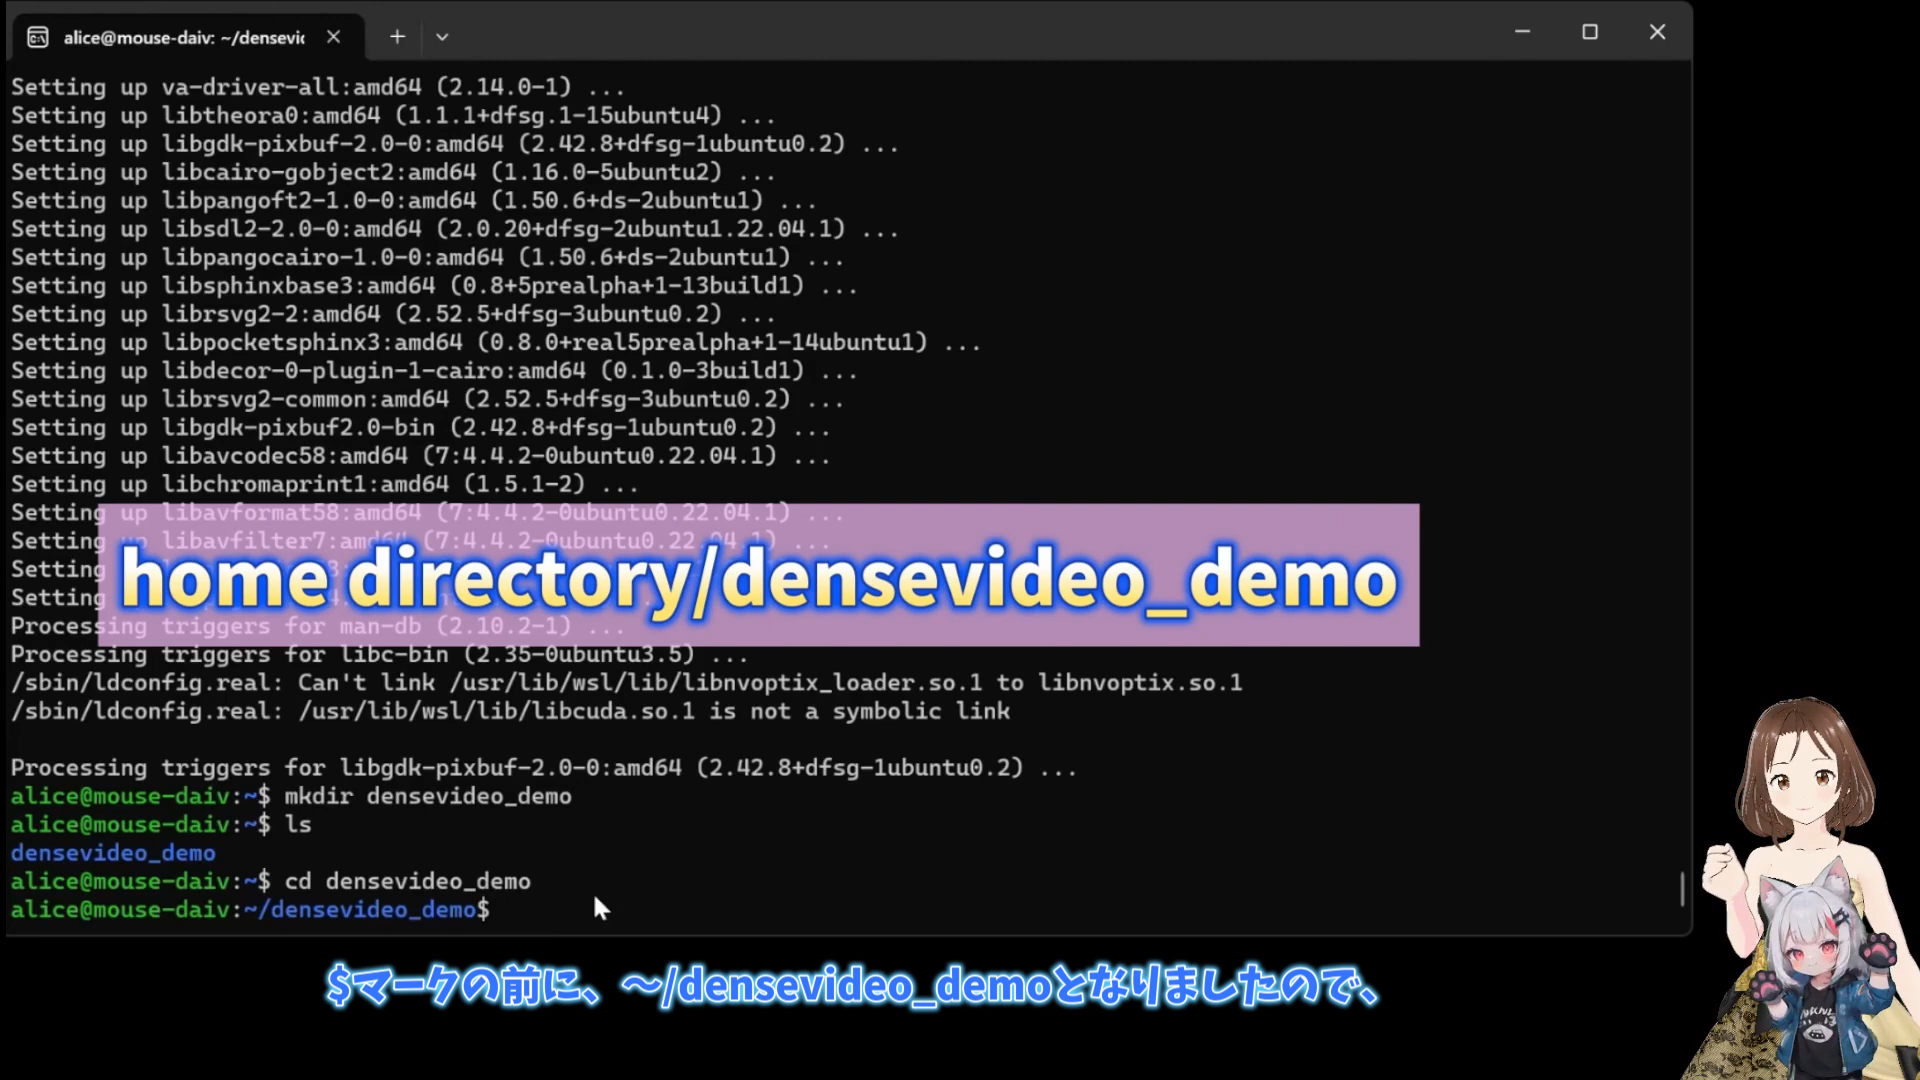 alice@mouse-daiv: ~/densevid
Setting up va-driver-all:amd64 (2.14.0-1) ...
Setting up libtheora0:amd64 (1.1.1+dfsg.1-15ubuntu4) ...
Setting up libgdk-pixbuf-2.0-0:amd64 (2.42.8+dfsg-1ubuntu0.2) ...
Setting up libcairo-gobject2:amd64 (1.16.0-5ubuntu2) ...
Setting up libpangoft2-1.0-0:amd64 (1.50.6+ds-2ubuntu1) ...
Setting up libsdl2-2.0-0:amd64 (2.0.20+dfsg-2ubuntu1.22.04.1) ...
Setting up libpangocairo-1.0-0:amd64 (1.50.6+ds-2ubuntu1) ...
Setting up libsphinxbase3:amd64 (0.8+5prealpha+1-13build1) ...
Setting up librsvg2-2:amd64 (2.52.5+dfsg-3ubuntu0.2) ...
Setting up libpocketsphinx3:amd64 (0.8.0+real5prealpha+1-14ubuntu1) ...
Setting up libdecor-0-plugin-1-cairo:amd64 (0.1.0-3build1) ...
Setting up librsvg2-common:amd64 (2.52.5+dfsg-3ubuntu0.2) ...
Setting up libgdk-pixbuf2.0-bin (2.42.8+dfsg-1ubuntu0.2) ...
Setting up libavcodec58:amd64 (7:4.4.2-0ubuntu0.22.04.1) ...
Setting up libchromaprint1:amd64 (1.5.1-2) ...
Setting up libavformat58:amd64 (7:4.4.2-0ubuntu0.22.04.1) ...
Setting up libavfilter7:amd64 (7:4.4.2-0ubuntu0.22.04.1) ...
Setting
home directory/densevideo_demo
Setting
Processing triggers for man-db (2.10.2-1) ...
Processing triggers for libc-bin (2.35-0ubuntu3.5) ...
/sbin/ldconfig.real: Can't link /usr/lib/wsl/lib/libnvoptix_loader.so.1 to libnvoptix.so.1
/sbin/ldconfig.real: /usr/lib/wsl/lib/libcuda.so.1 is not a symbolic link
Processing triggers for libgdk-pixbuf-2.0-0:amd64 (2.42.8+dfsg-1ubuntu0.2) ...
alice@mouse-daiv:~$ mkdir densevideo_demo
alice@mouse-daiv:~$ ls
densevideo_demo
alice@mouse-daiv:~$ cd densevideo_demo
alice@mouse-daiv:~/densevideo_demo$
$マークの前に、～/densevideo_demoとなりましたので、